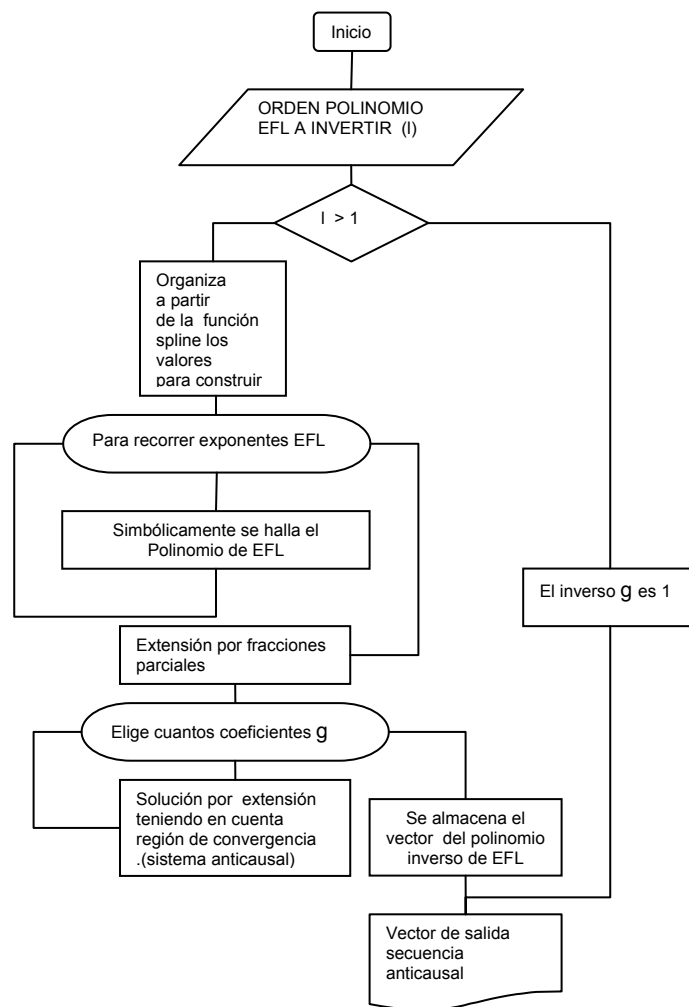 Inicio
ORDEN POLINOMIO
EFL A INVERTIR (l)
l > 1
Organiza
a partir
de la función
spline los
valores
para construir
Para recorrer exponentes EFL
Simbólicamente se halla el
Polinomio de EFL
El inverso g es 1
Extensión por fracciones
parciales
Elige cuantos coeficientes g
Solución por extensión
teniendo en cuenta
región de convergencia
.(sistema anticausal)
Se almacena el
vector del polinomio
inverso de EFL
Vector de salida
secuencia
anticausal